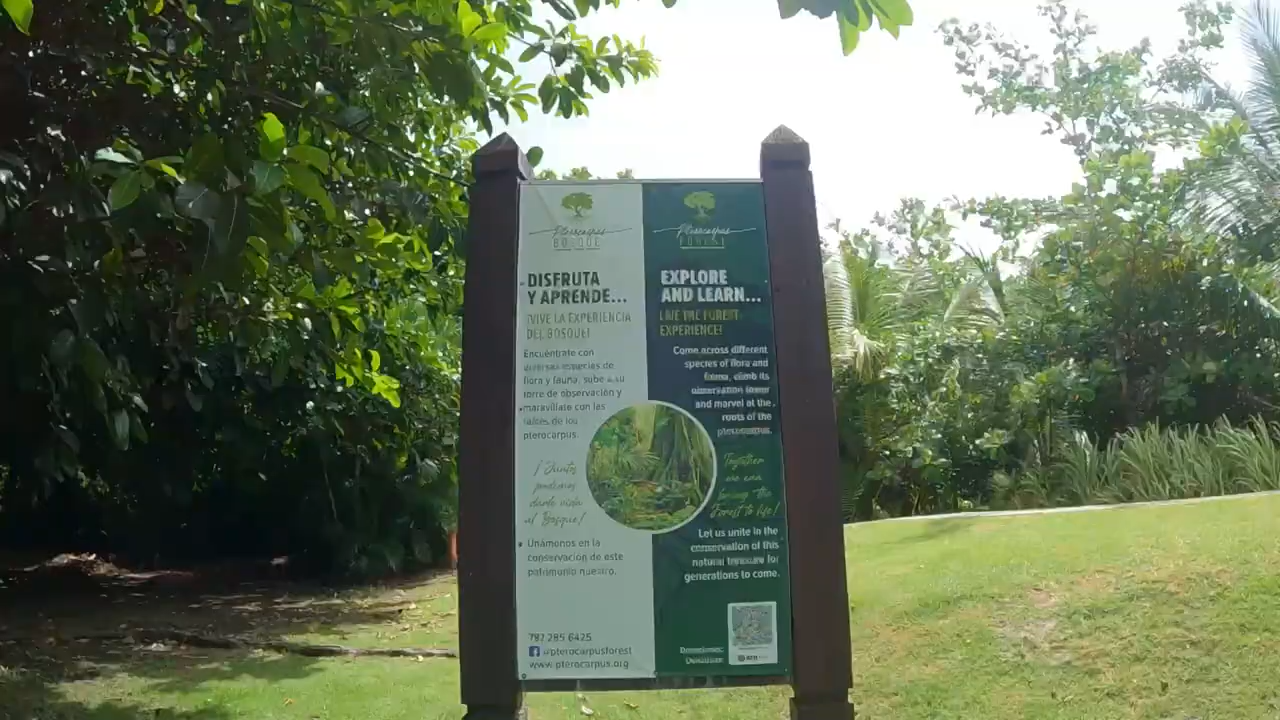 Pterocarpus
BOSQUE
DISFRUTA
Y APRENDE...
¡VIVE LA EXPERIENCIA
DEL BOSQUE!
Encuéntrate con
diversas especies de
flora y fauna, sube a su
torre de observación y
maravíllate con las
raíces de los
pterocarpus.
¡Juntos
podemos
darle vida
al Bosque!
Unámonos en la
conservación de este
patrimonio nuestro.
787 285 6425
@pterocarpusforest
www.pterocarpus.org
Pterocarpus
FOREST
EXPLORE
AND LEARN...
LIVE THE FOREST
EXPERIENCE!
Come across different
species of flora and
fauna, climb its
observation tower
and marvel at the
roots of the
pterocarpus.
Together
we can
bring the
Forest to life!
Let us unite in the
conservation of this
natural treasure for
generations to come.
Donaciones:
Donations: